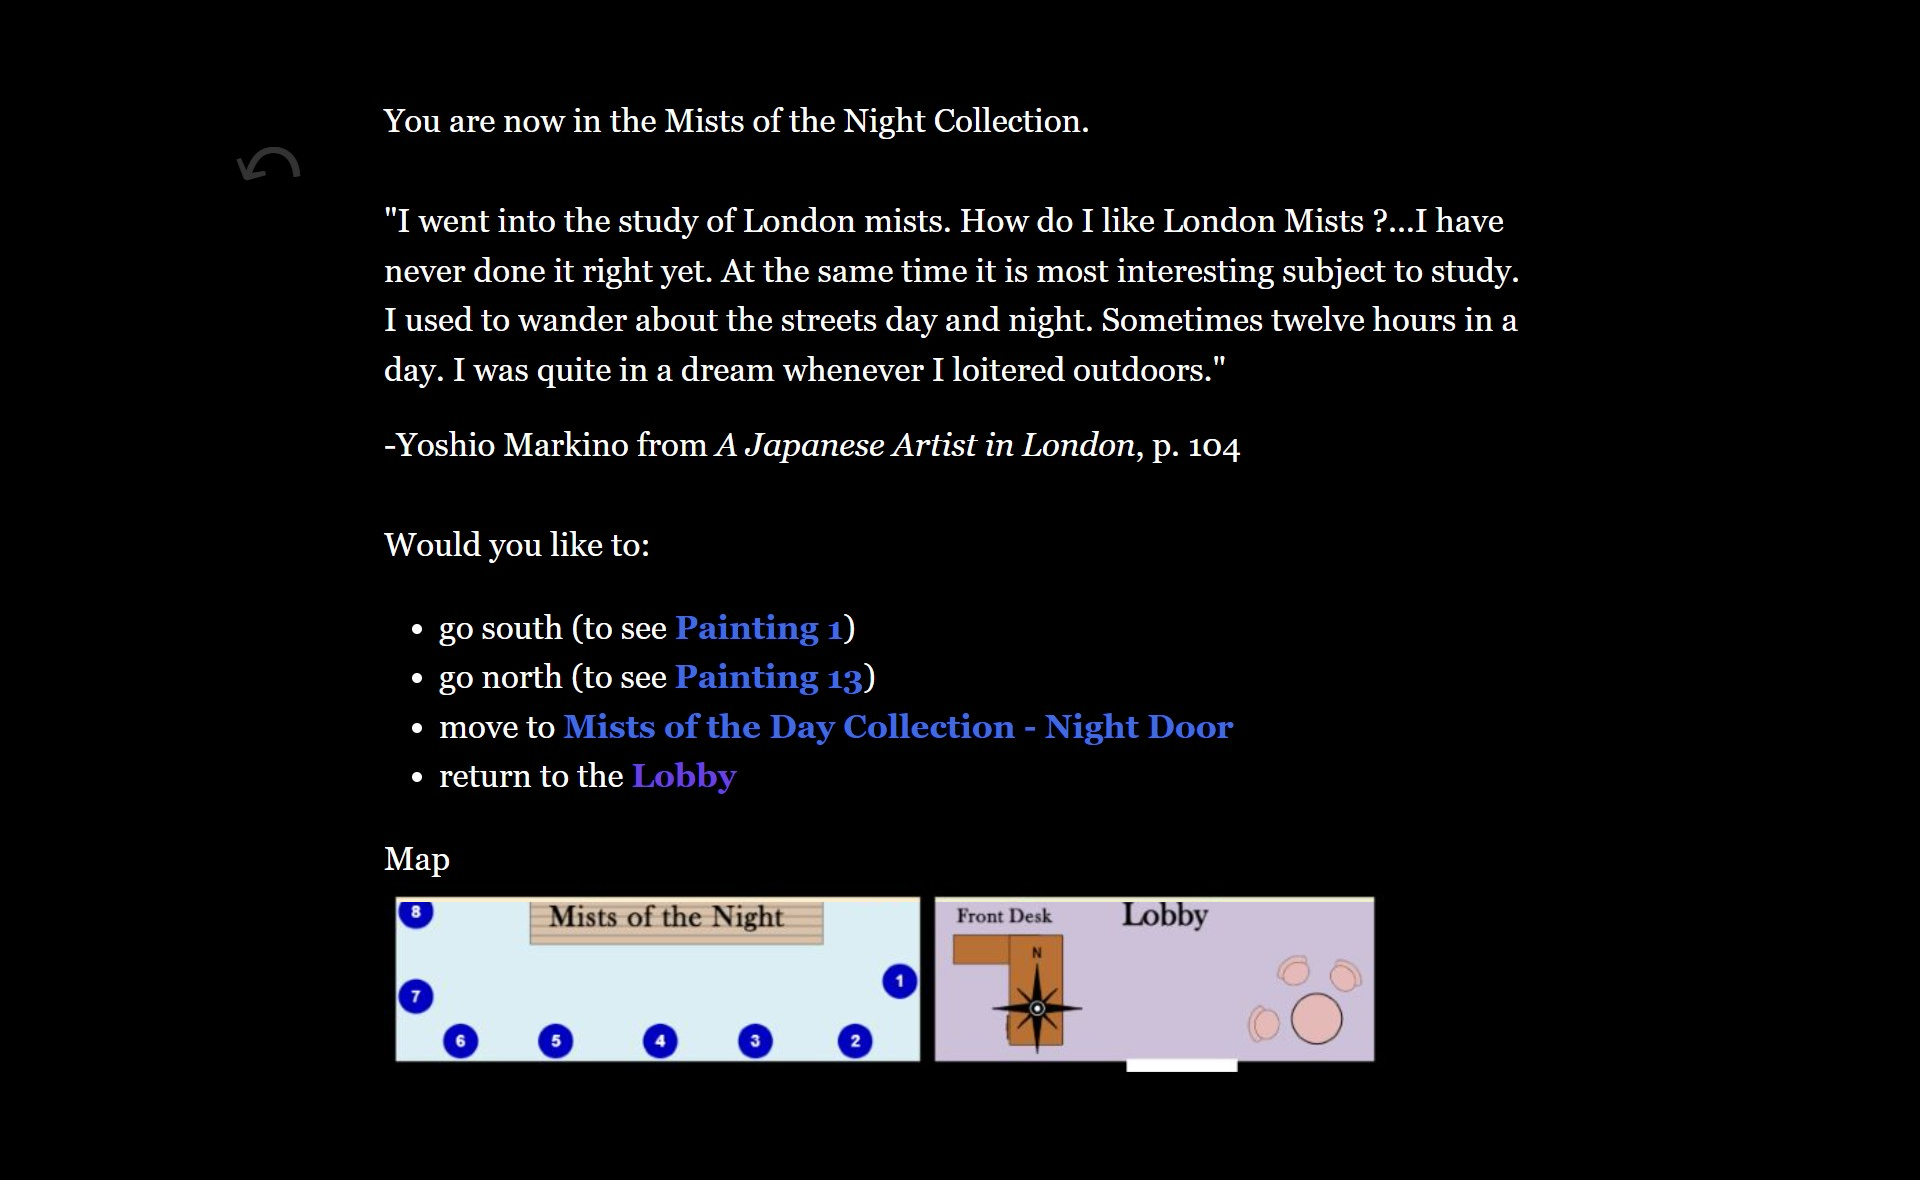 You are now in the Mists of the Night Collection.
"I went into the study of London mists. How do I like London Mists ?...I have
never done it right yet. At the same time it is most interesting subject to study.
I used to wander about the streets day and night. Sometimes twelve hours in a
day. I was quite in a dream whenever I loitered outdoors."
-Yoshio Markino from A Japanese Artist in London, p. 104
Would you like to:
• go south (to see Painting 1)
• go north (to see Painting 13)
• move to Mists of the Day Collection - Night Door
• return to the Lobby
Map
8
Mists of the Night
Front Desk
Lobby
N
1
7
6
5
4
3
2